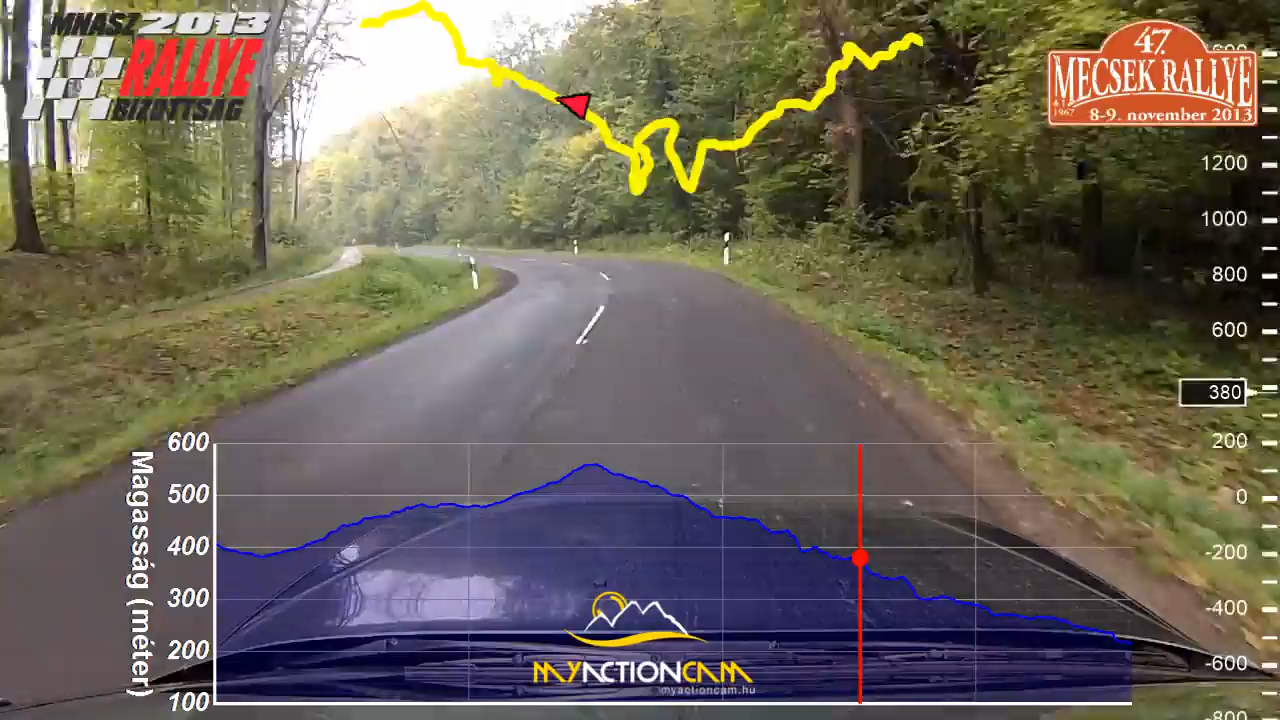 MNASZ 2013
RALLYE
BIZOTTSÁG
47.
MECSEK RALLYE
1967
8-9. november 2013
1200
1000
800
600
380
200
0
-200
-400
-600
-800
Magasság (méter)
600
500
400
300
200
100
MYACTIONCAM
myactioncam.hu